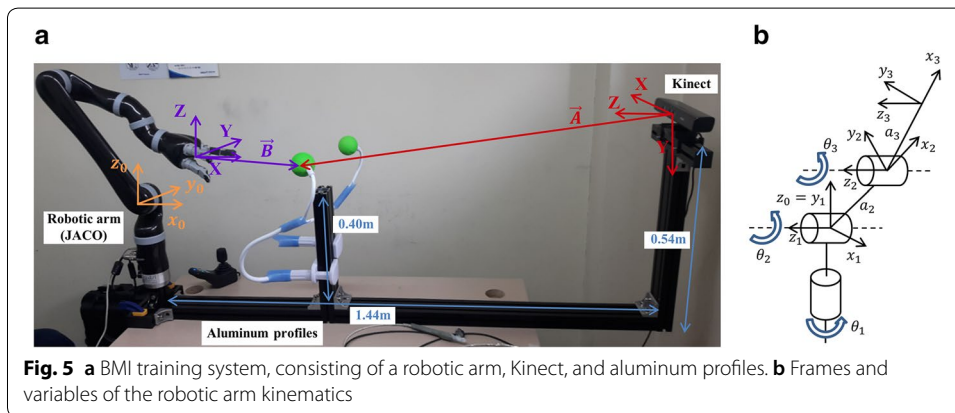 a
b
X
Z
Y
Kinect
A
Z
Y
X
B
z0
y0
x0
Robotic arm
(JACO)
0.40m
0.54m
1.44m
Aluminum profiles
x3
y3
z3
a3
y2
x2
θ3
z2
z0 = y1
a2
z1
θ2
x1
θ1
Fig. 5 a BMI training system, consisting of a robotic arm, Kinect, and aluminum profiles. b Frames and
variables of the robotic arm kinematics